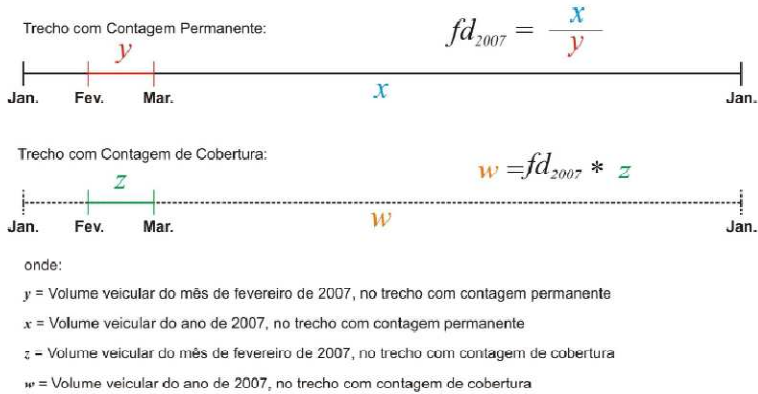 Trecho com Contagem Permanente:
fd2007 = x / y
y
Jan. Fev. Mar. x Jan.
Trecho com Contagem de Cobertura:
w =fd2007 * z
z
Jan. Fev. Mar. w Jan.
onde:
y = Volume veicular do mês de fevereiro de 2007, no trecho com contagem permanente
x = Volume veicular do ano de 2007, no trecho com contagem permanente
z = Volume veicular do mês de fevereiro de 2007, no trecho com contagem de cobertura
w = Volume veicular do ano de 2007, no trecho com contagem de cobertura